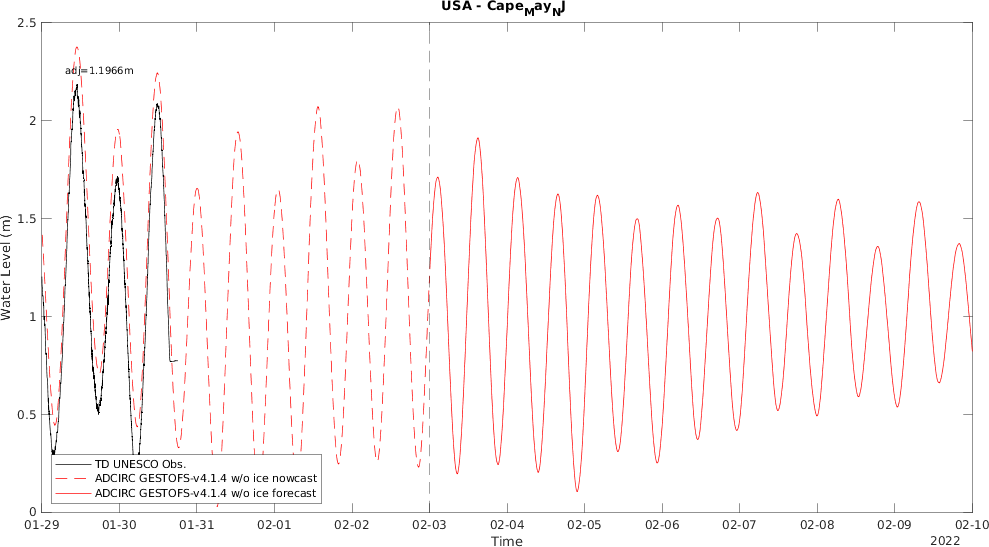 USA - CapeMayNJ
2.5
adj=1.1966m
2
1.5
Water Level (m)
1
0.5
TD UNESCO Obs.
ADCIRC GESTOFS-v4.1.4 w/o ice nowcast
ADCIRC GESTOFS-v4.1.4 w/o ice forecast
0
01-29 01-30 01-31 02-01 02-02 02-03 02-04 02-05 02-06 02-07 02-08 02-09 02-10
Time
2022